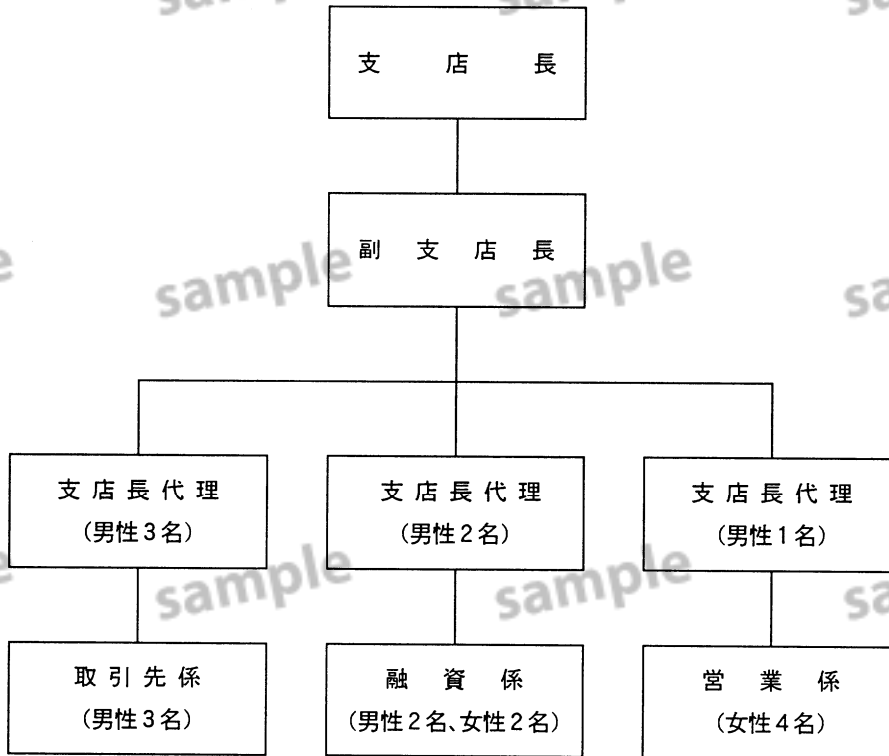 支店長
副支店長
支店長代理
(男性3名)
支店長代理
(男性2名)
支店長代理
(男性1名)
取引先係
(男性3名)
融資係
(男性2名、女性2名)
営業係
(女性4名)
sample
sample
sample
sample